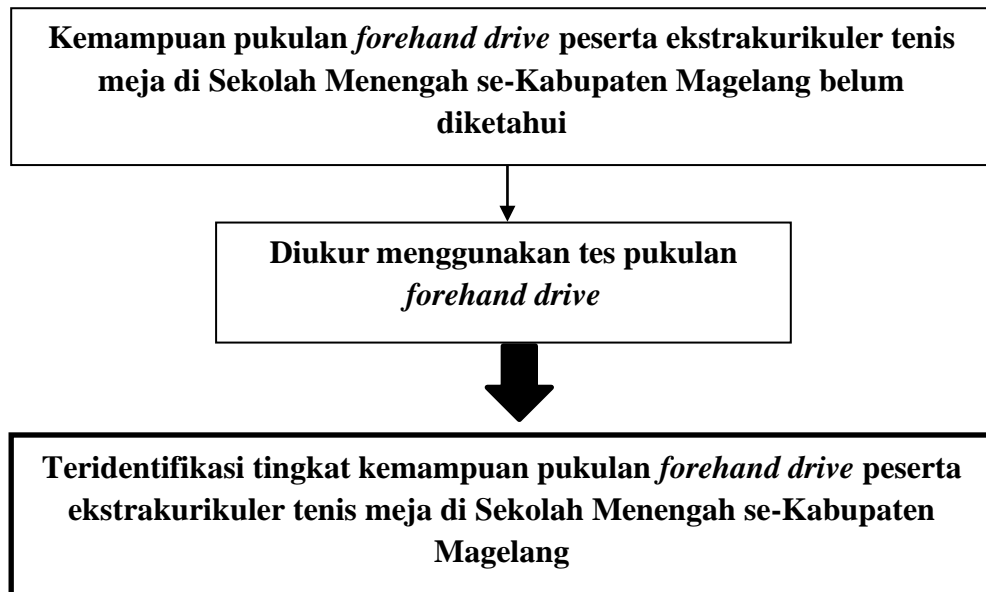 Kemampuan pukulan forehand drive peserta ekstrakurikuler tenis
meja di Sekolah Menengah se-Kabupaten Magelang belum
diketahui
Diukur menggunakan tes pukulan
forehand drive
Teridentifikasi tingkat kemampuan pukulan forehand drive peserta
ekstrakurikuler tenis meja di Sekolah Menengah se-Kabupaten
Magelang